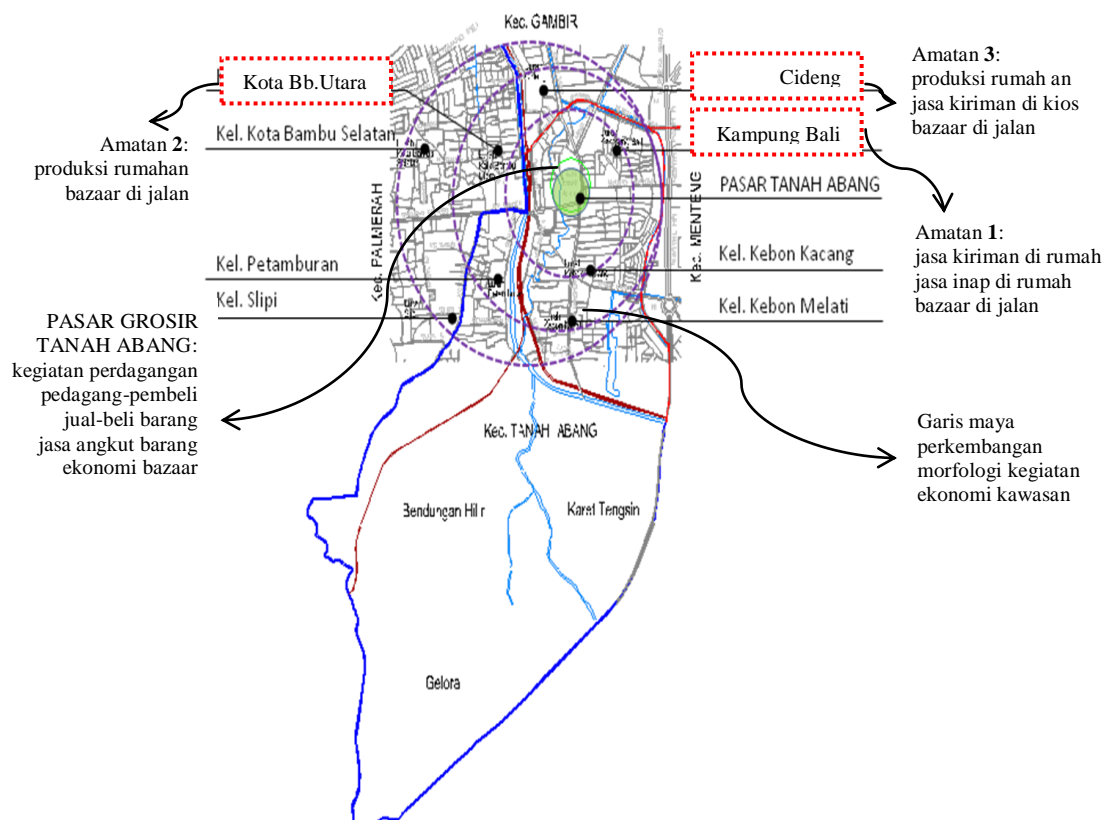 Kec. GAMBIR
Kota Bb.Utara
Amatan 2:
produksi rumahan
bazaar di jalan
Kel. Kota Bambu Selatan
Kec. PALMERAH
Kel. Petamburan
Kel. Slipi
PASAR GROSIR
TANAH ABANG:
kegiatan perdagangan
pedagang-pembeli
jual-beli barang
jasa angkut barang
ekonomi bazaar
Cideng
Amatan 3:
produksi rumah an
jasa kiriman di kios
bazaar di jalan
Kampung Bali
PASAR TANAH ABANG
Kec. MENTENG
Amatan 1:
jasa kiriman di rumah
jasa inap di rumah
bazaar di jalan
Kel. Kebon Kacang
Kel. Kebon Melati
Garis maya
perkembangan
morfologi kegiatan
ekonomi kawasan
Kec. TANAH ABANG
Bendungan Hilir
Karet Tengsin
Gelora